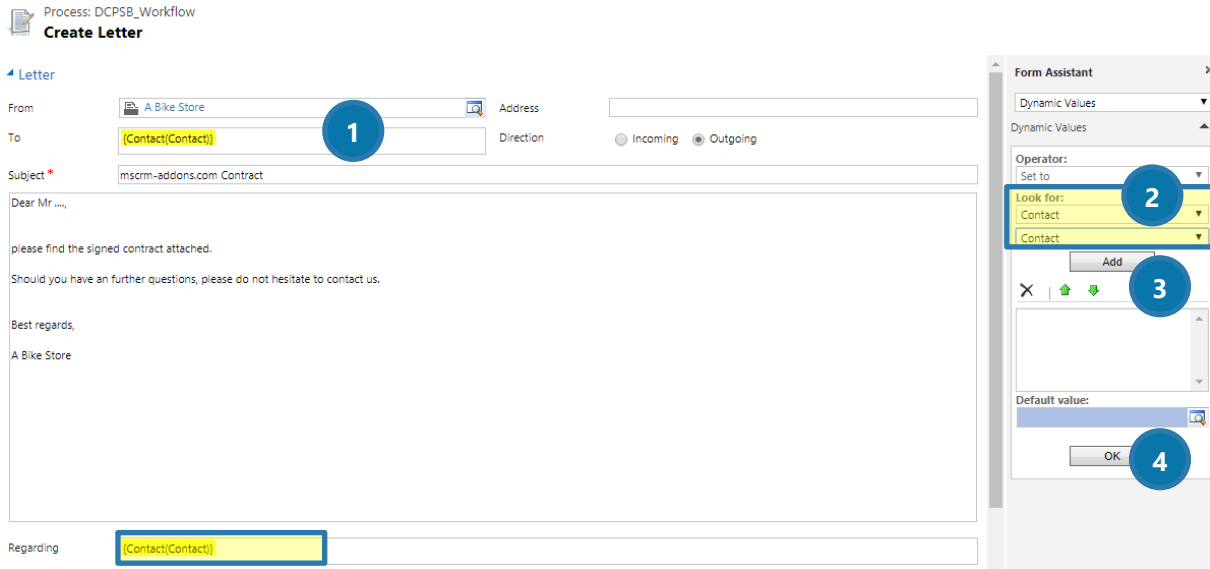 Process: DCPSB_Workflow
Create Letter
Letter
From A Bike Store Address
To {Contact(Contact)} 1 Direction Incoming Outgoing
Subject * mscrm-addons.com Contract
Dear Mr ....,
please find the signed contract attached.
Should you have an further questions, please do not hesitate to contact us.
Best regards,
A Bike Store
Regarding {Contact(Contact)}
Form Assistant
Dynamic Values
Dynamic Values
Operator:
Set to
Look for: 2
Contact
Contact
Add
3
Default value:
OK 4